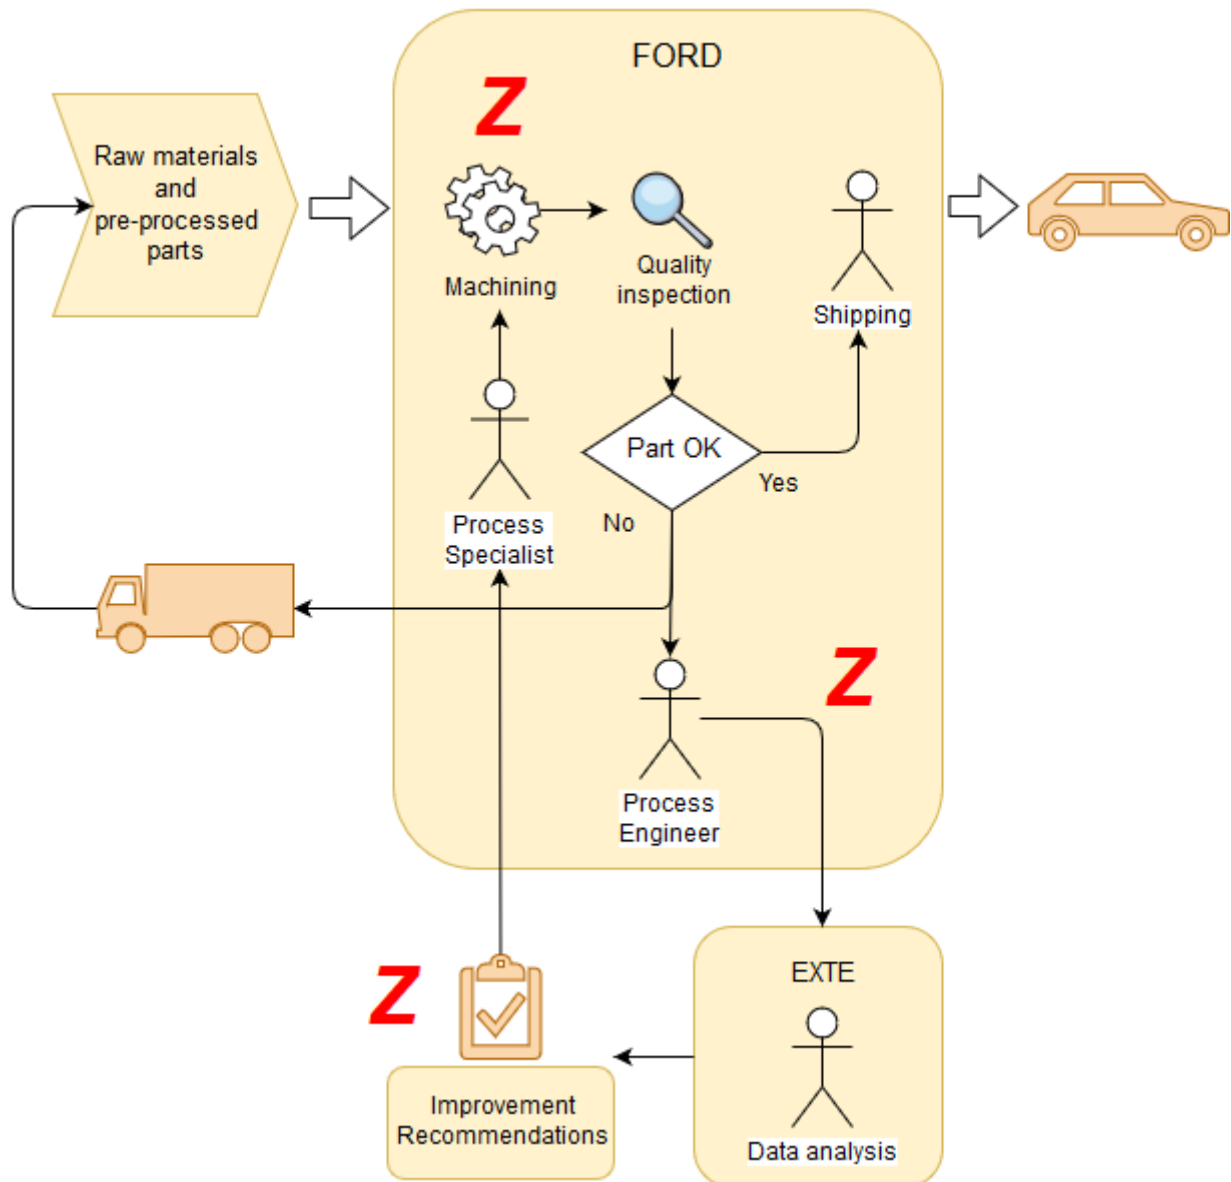 FORD
Z
Raw materials
and
pre-processed
parts
Machining
Quality
inspection
Shipping
Part OK
Yes
No
Process
Specialist
Z
Process
Engineer
Z
EXTE
Improvement
Recommendations
Data analysis